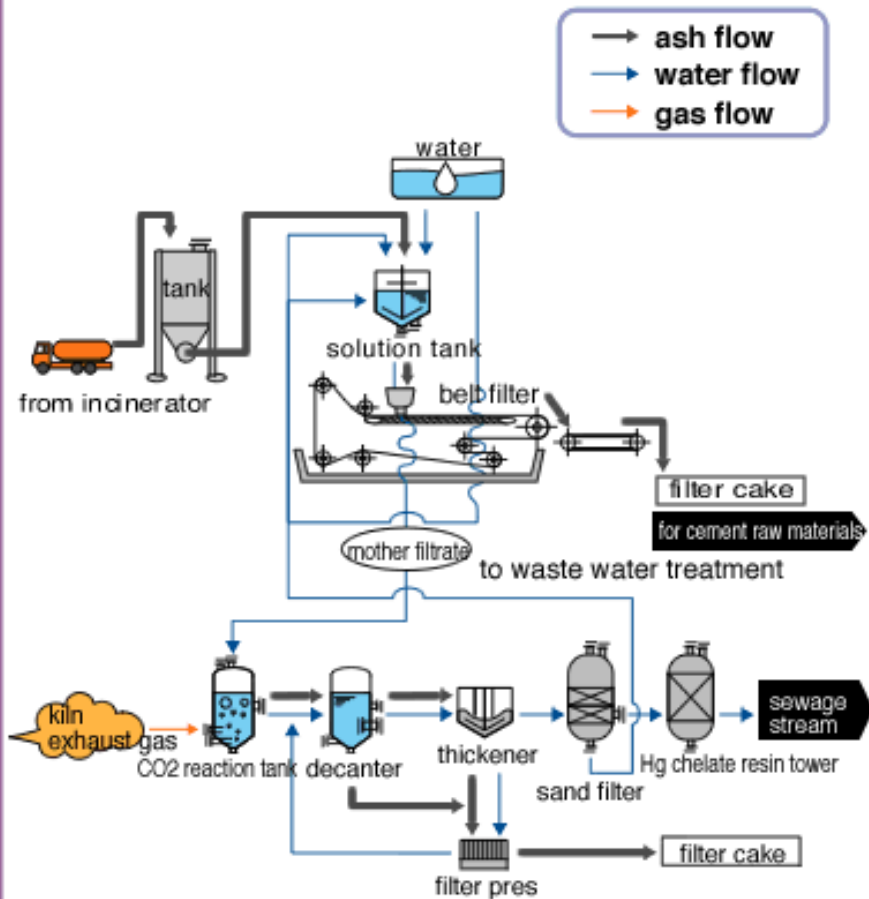 ash flow
water flow
gas flow
water
tank
solution tank
from incinerator
belt filter
filter cake
for cement raw materials
mother filtrate
to waste water treatment
kiln
exhaust gas
CO2 reaction tank
decanter
thickener
sand filter
Hg chelate resin tower
sewage
stream
filter pres
filter cake